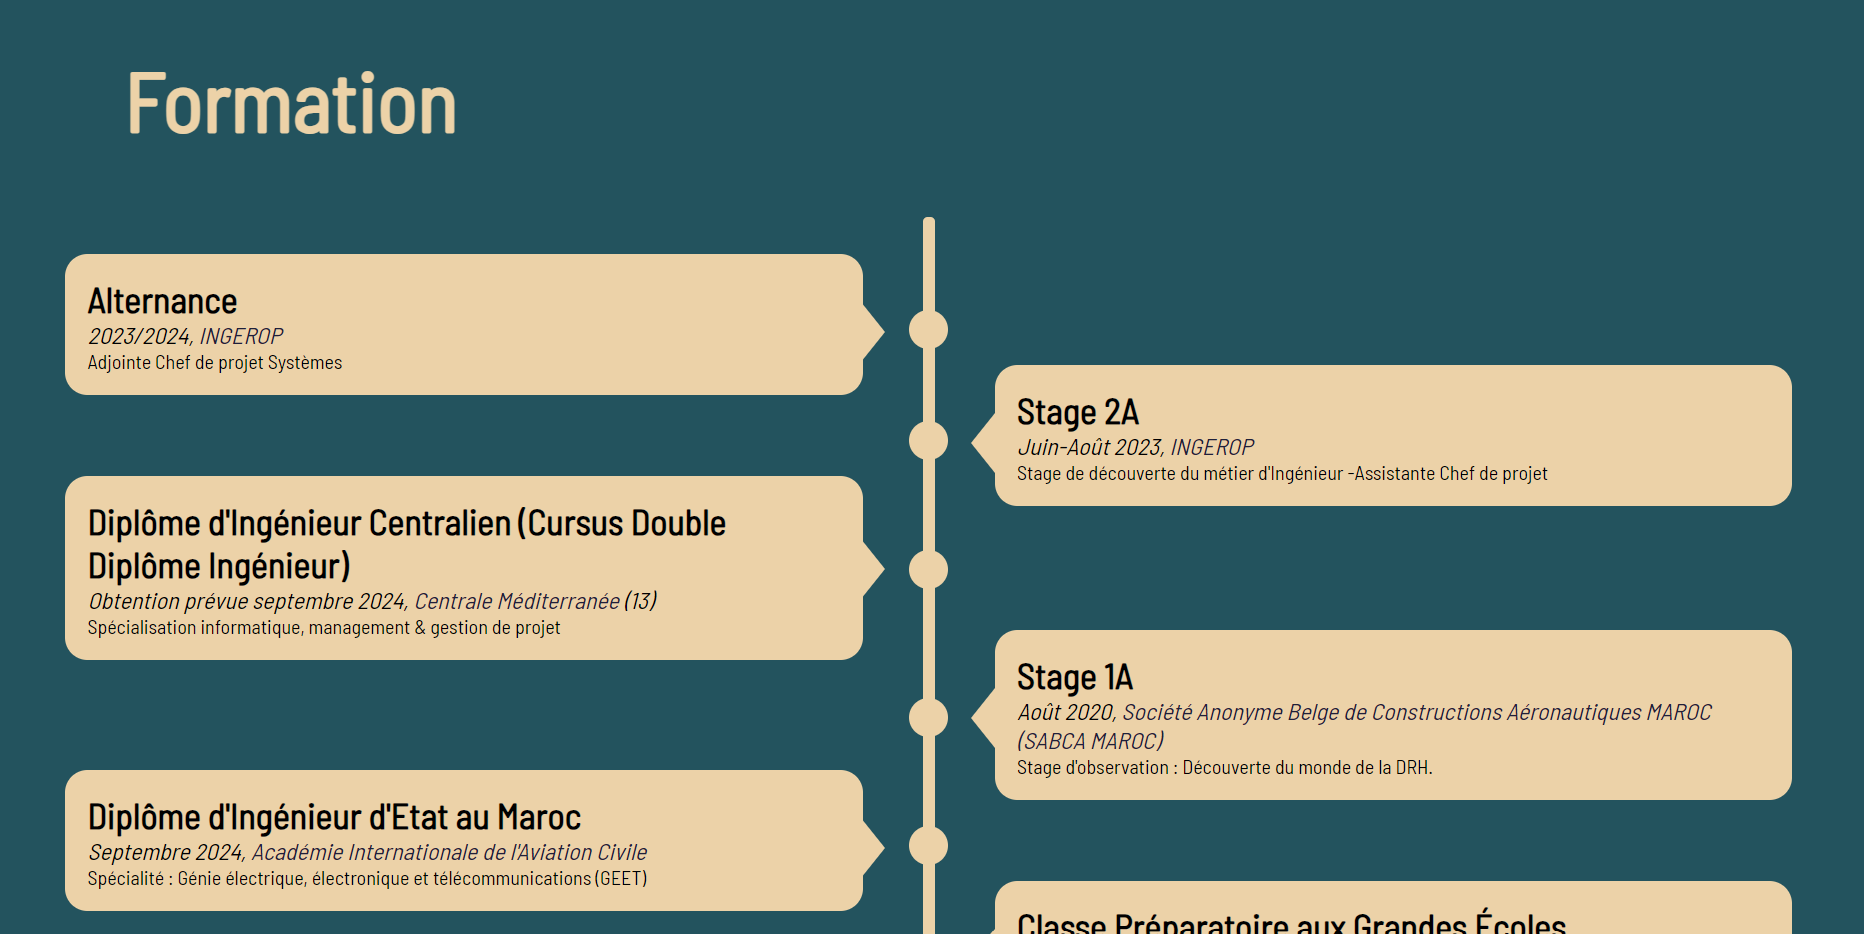 Formation
Alternance
2023/2024, INGEROP
Adjointe Chef de projet Systèmes
Stage 2A
Juin-Août 2023, INGEROP
Stage de découverte du métier d'Ingénieur -Assistante Chef de projet
Diplôme d'Ingénieur Centralien (Cursus Double
Diplôme Ingénieur)
Obtention prévue septembre 2024, Centrale Méditerranée (13)
Spécialisation informatique, management & gestion de projet
Stage 1A
Août 2020, Société Anonyme Belge de Constructions Aéronautiques MAROC
(SABCA MAROC)
Stage d'observation : Découverte du monde de la DRH.
Diplôme d'Ingénieur d'Etat au Maroc
Septembre 2024, Académie Internationale de l'Aviation Civile
Spécialité : Génie électrique, électronique et télécommunications (GEET)
Classe Préparatoire aux Grandes Écoles